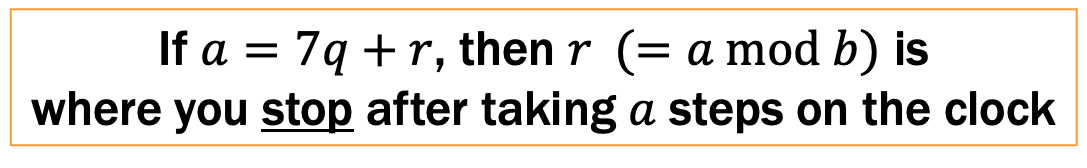 If a = 7q + r, then r (= a mod b) is
where you stop after taking a steps on the clock